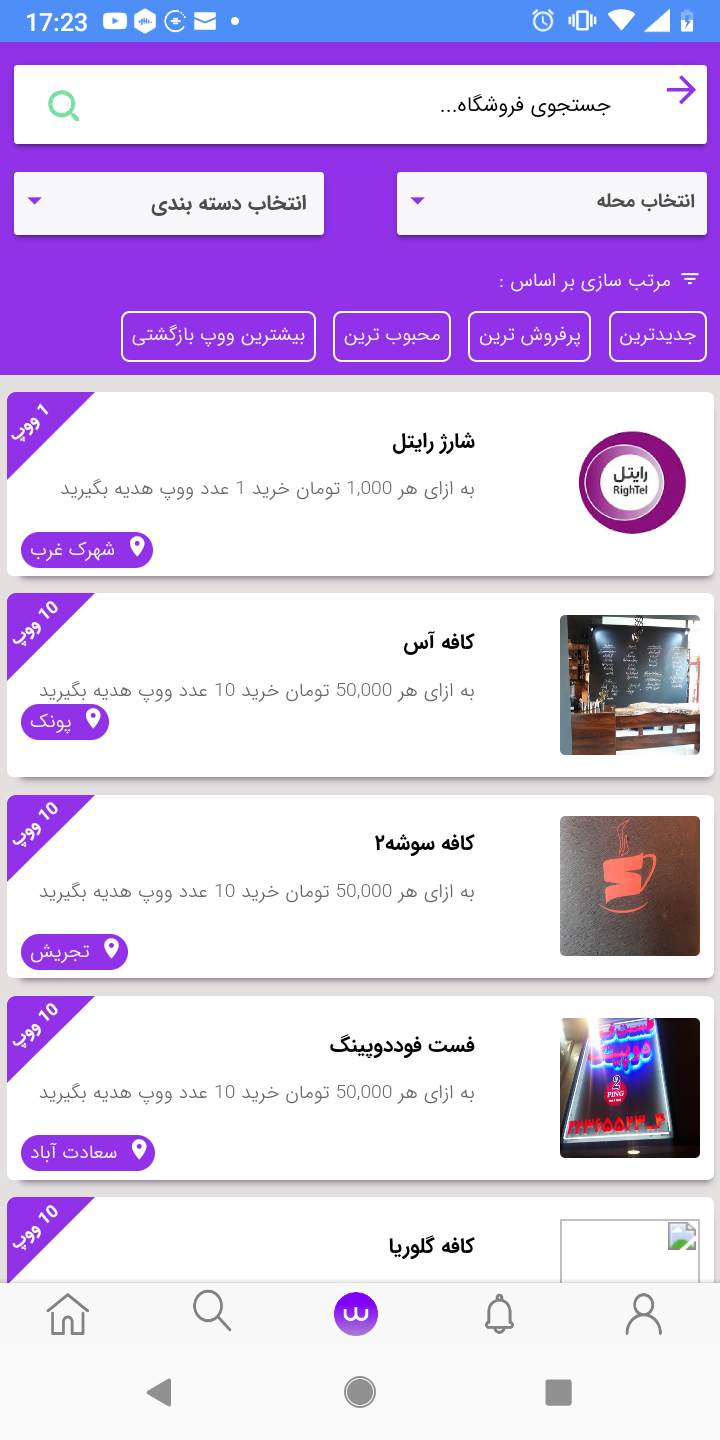 17:23
جستجوی فروشگاه...
انتخاب محله
انتخاب دسته بندی
مرتب سازی بر اساس :
جدیدترین
پرفروش ترین
محبوب ترین
بیشترین ووپ بازگشتی
1 ووپ
شارژ رایتل
به ازای هر 1,000 تومان خرید 1 عدد ووپ هدیه بگیرید
شهرک غرب
رایتل
RighTel
10 ووپ
کافه آس
به ازای هر 50,000 تومان خرید 10 عدد ووپ هدیه بگیرید
پونک
10 ووپ
کافه سوشه۲
به ازای هر 50,000 تومان خرید 10 عدد ووپ هدیه بگیرید
تجریش
10 ووپ
فست فوددوپینگ
به ازای هر 50,000 تومان خرید 10 عدد ووپ هدیه بگیرید
سعادت آباد
دوپینگ
2
PING
10 ووپ
کافه گلوریا